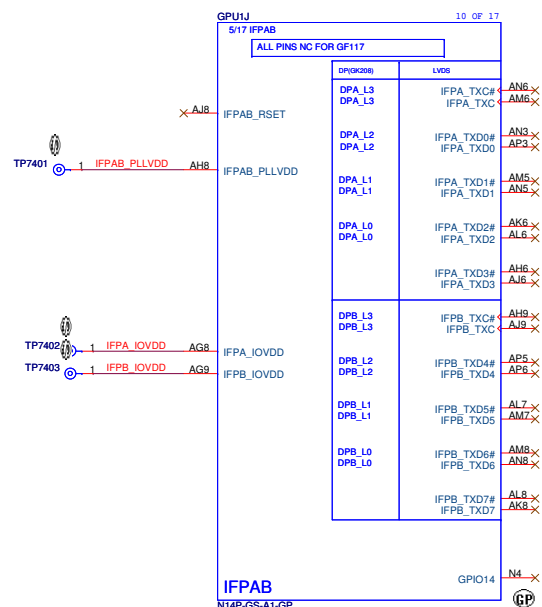 GPU1J 10 OF 17
5/17 IFPAB
ALL PINS NC FOR GF117
DP(GK208) LVDS
DPA_L3 IFPA_TXC# AN6
DPA_L3 IFPA_TXC AM6
AJ8 IFPAB_RSET
DPA_L2 IFPA_TXD0# AN3
DPA_L2 IFPA_TXD0 AP3
TP7401 1 IFPAB_PLLVDD AH8 IFPAB_PLLVDD
DPA_L1 IFPA_TXD1# AM5
DPA_L1 IFPA_TXD1 AN5
DPA_L0 IFPA_TXD2# AK6
DPA_L0 IFPA_TXD2 AL6
IFPA_TXD3# AH6
IFPA_TXD3 AJ6
DPB_L3 IFPB_TXC# AH9
DPB_L3 IFPB_TXC AJ9
TP7402 1 IFPA_IOVDD AG8 IFPA_IOVDD
DPB_L2 IFPB_TXD4# AP5
TP7403 1 IFPB_IOVDD AG9 IFPB_IOVDD
DPB_L2 IFPB_TXD4 AP6
DPB_L1 IFPB_TXD5# AL7
DPB_L1 IFPB_TXD5 AM7
DPB_L0 IFPB_TXD6# AM8
DPB_L0 IFPB_TXD6 AN8
IFPB_TXD7# AL8
IFPB_TXD7 AK8
GPIO14 N4
IFPAB
GP
N14P-GS-A1-GP